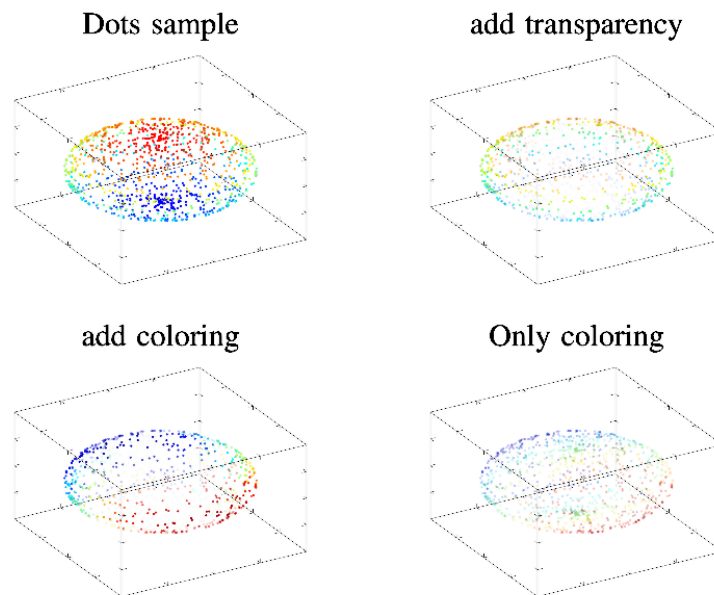 Dots sample
add transparency
add coloring
Only coloring